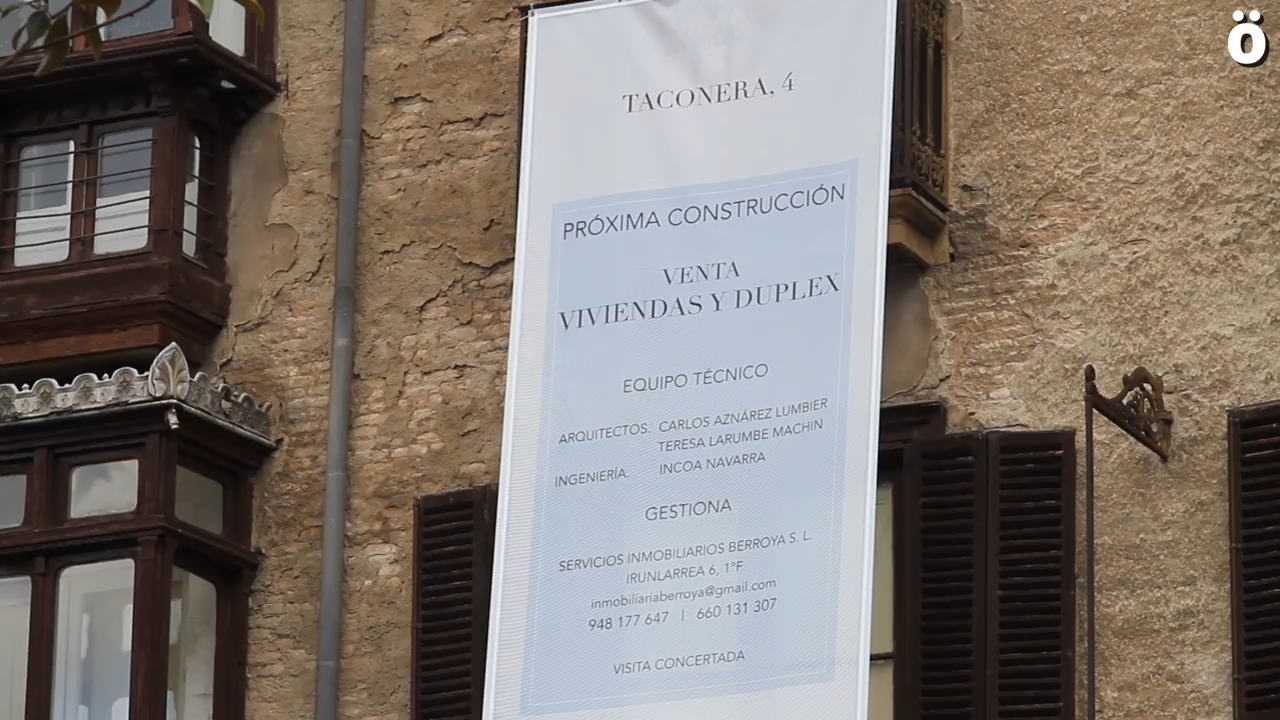 Ö
TACONERA, 4
PRÓXIMA CONSTRUCCIÓN
VENTA
VIVIENDAS Y DUPLEX
EQUIPO TÉCNICO
ARQUITECTOS. CARLOS AZNÁREZ LUMBIER
TERESA LARUMBE MACHIN
INGENIERÍA. INCOA NAVARRA
GESTIONA
SERVICIOS INMOBILIARIOS BERROYA S. L.
IRUNLARREA 6, 1ºF
inmobiliariaberroya@gmail.com
948 177 647 | 660 131 307
VISITA CONCERTADA